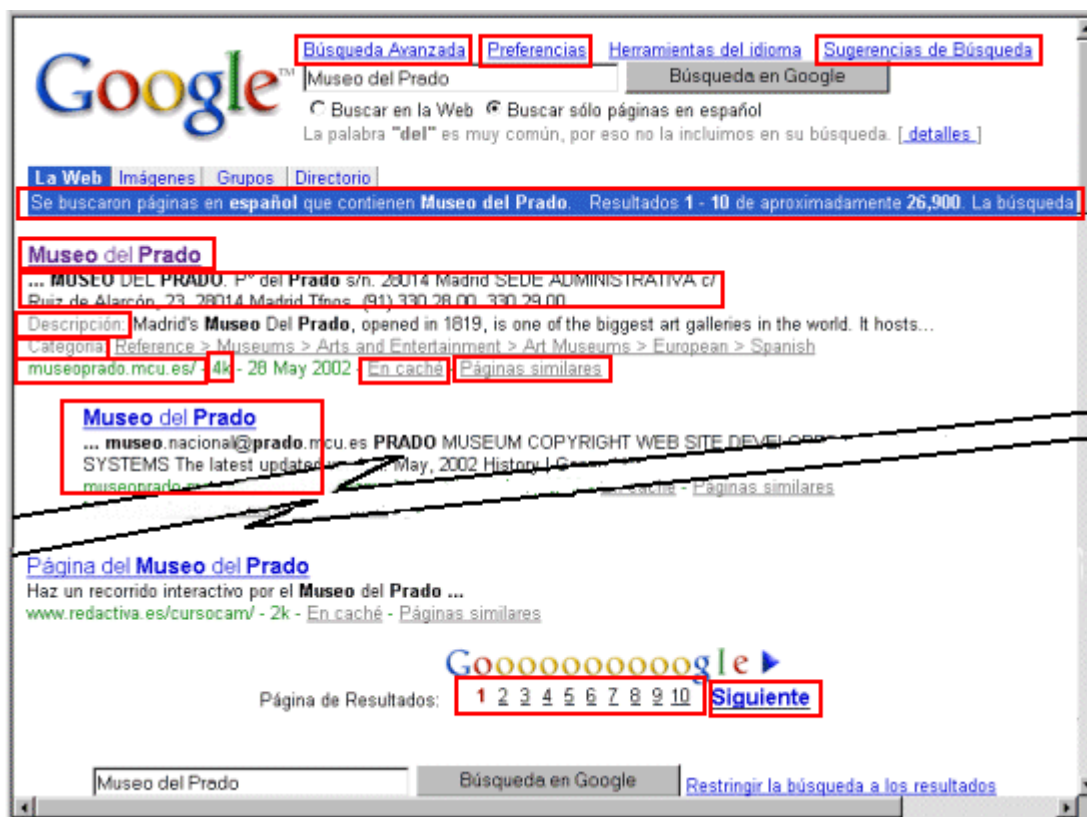 Búsqueda Avanzada Preferencias Herramientas del idioma Sugerencias de Búsqueda
Google™ Museo del Prado Búsqueda en Google
Buscar en la Web Buscar sólo páginas en español
La palabra "del" es muy común, por eso no la incluimos en su búsqueda. [ detalles ]
La Web Imágenes Grupos Directorio
Se buscaron páginas en español que contienen Museo del Prado. Resultados 1 - 10 de aproximadamente 26,900. La búsqueda
Museo del Prado
... MUSEO DEL PRADO. Pº del Prado s/n. 28014 Madrid SEDE ADMINISTRATIVA c/
Ruiz de Alarcón, 23. 28014 Madrid Tfnos. (91) 330 28 00. 330 29 00
Descripción: Madrid's Museo Del Prado, opened in 1819, is one of the biggest art galleries in the world. It hosts...
Categoría: Reference > Museums > Arts and Entertainment > Art Museums > European > Spanish
museoprado.mcu.es/ - 4k - 28 May 2002 - En caché - Páginas similares
Museo del Prado
... museo.nacional@prado.mcu.es PRADO MUSEUM COPYRIGHT WEB SITE
SYSTEMS The latest updated May, 2002 History |
En caché - Páginas similares
Página del Museo del Prado
Haz un recorrido interactivo por el Museo del Prado ...
www.redactiva.es/cursocam/ - 2k - En caché - Páginas similares
Goooooooooogle
Página de Resultados: 1 2 3 4 5 6 7 8 9 10 Siguiente
Museo del Prado Búsqueda en Google Restringir la búsqueda a los resultados